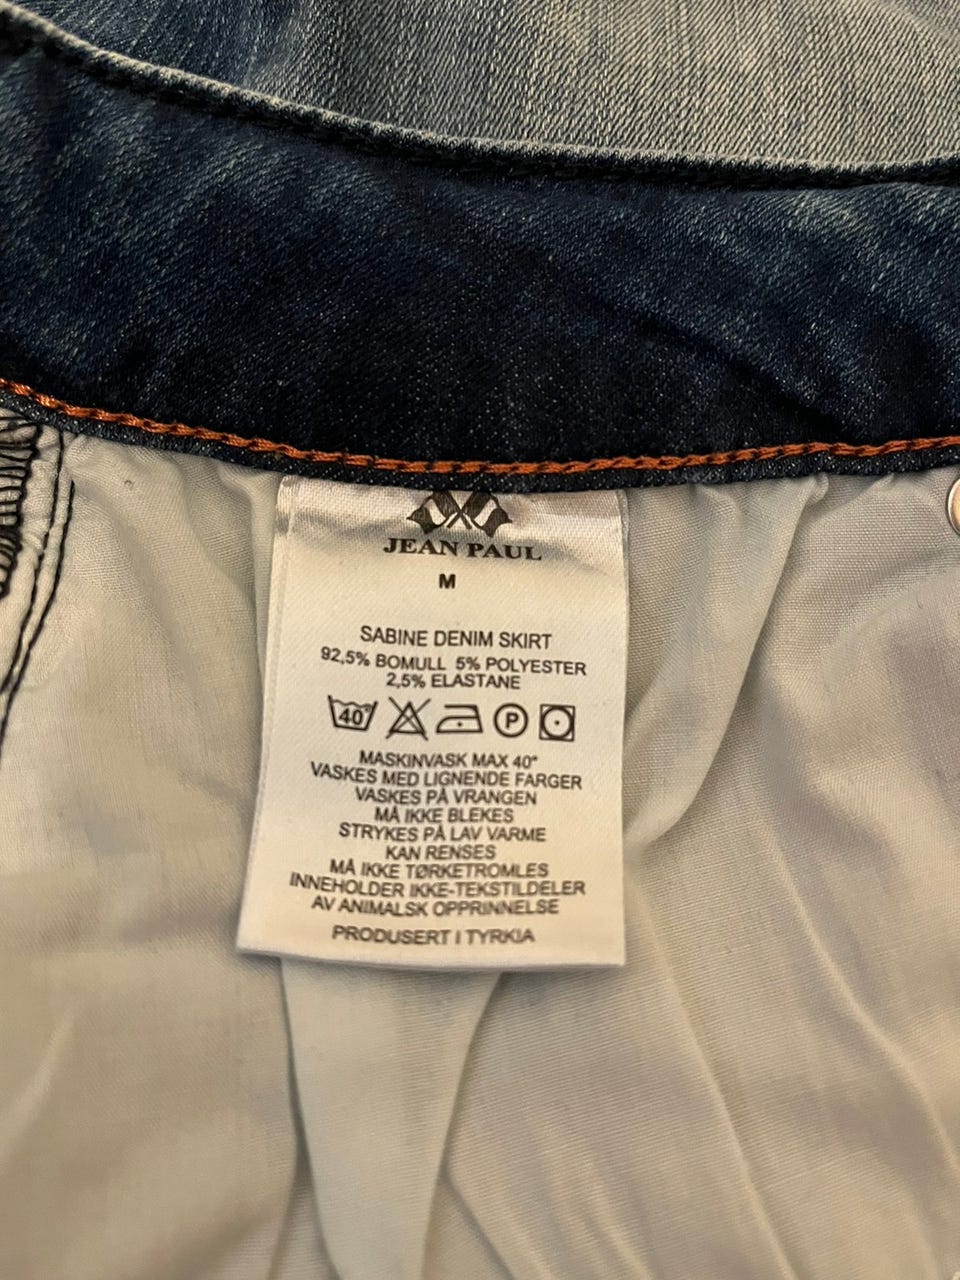 JEAN PAUL
M
SABINE DENIM SKIRT
92,5% BOMULL 5% POLYESTER
2,5% ELASTANE
40° P
MASKINVASK MAX 40°
VASKES MED LIGNENDE FARGER
VASKES PÅ VRANGEN
MÅ IKKE BLEKES
STRYKES PÅ LAV VARME
KAN RENSES
MÅ IKKE TØRKETROMLES
INNEHOLDER IKKE-TEKSTILDELER
AV ANIMALSK OPPRINNELSE
PRODUSERT I TYRKIA